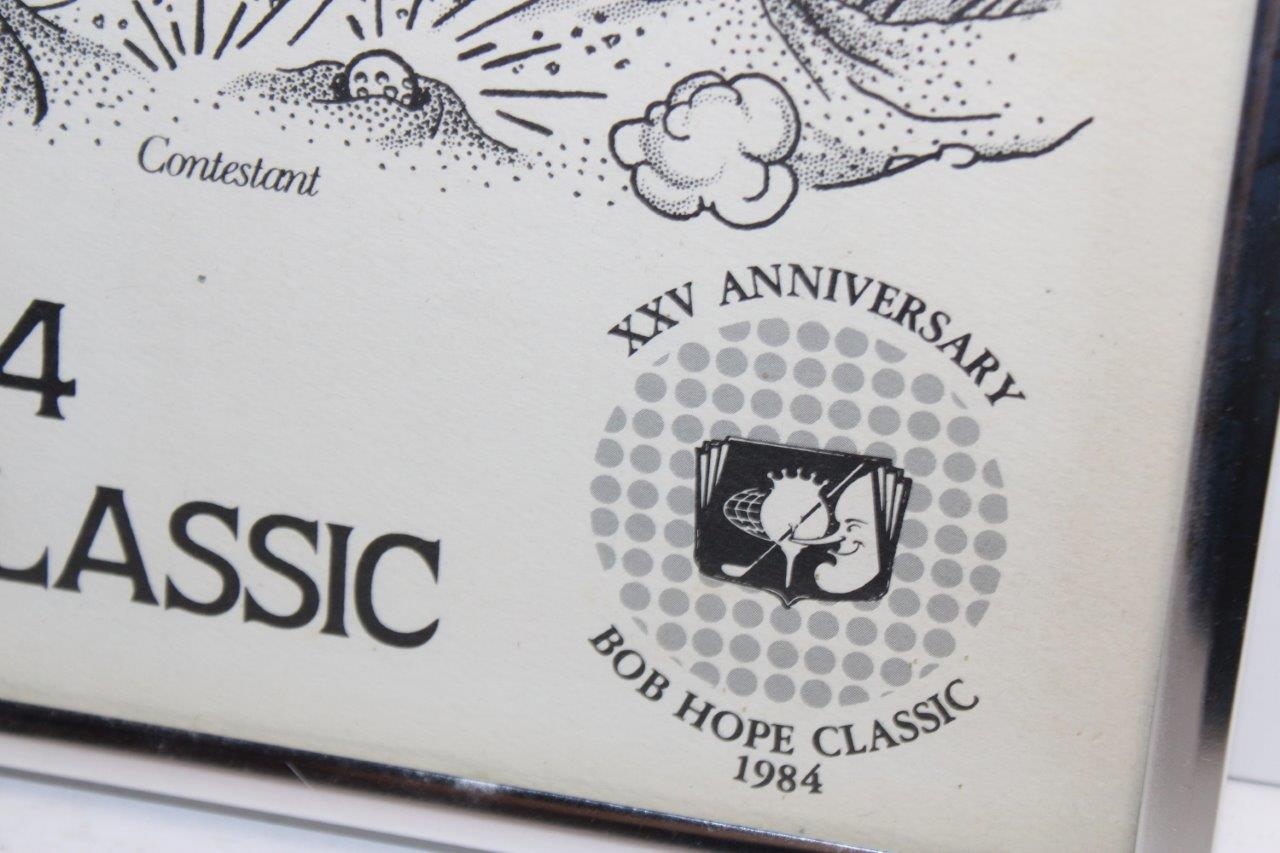 Contestant
4
LASSIC
XXV ANNIVERSARY
BOB HOPE CLASSIC
1984